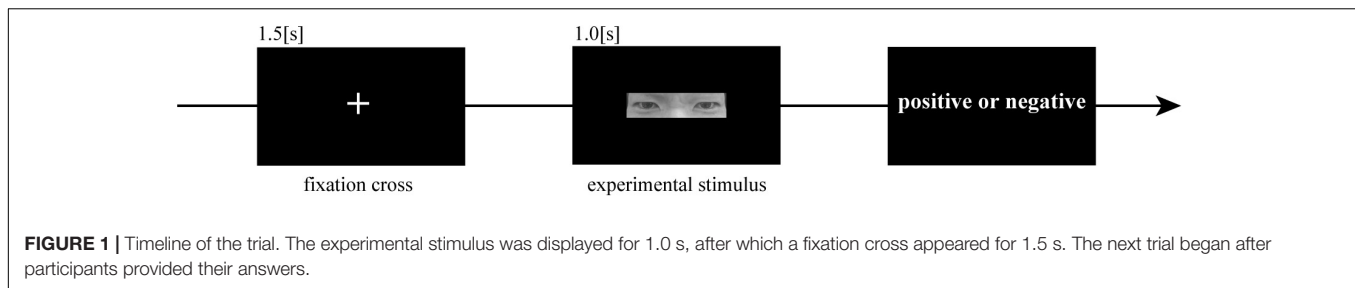 1.5[s]
1.0[s]
positive or negative
fixation cross
experimental stimulus
FIGURE 1 | Timeline of the trial. The experimental stimulus was displayed for 1.0 s, after which a fixation cross appeared for 1.5 s. The next trial began after
participants provided their answers.